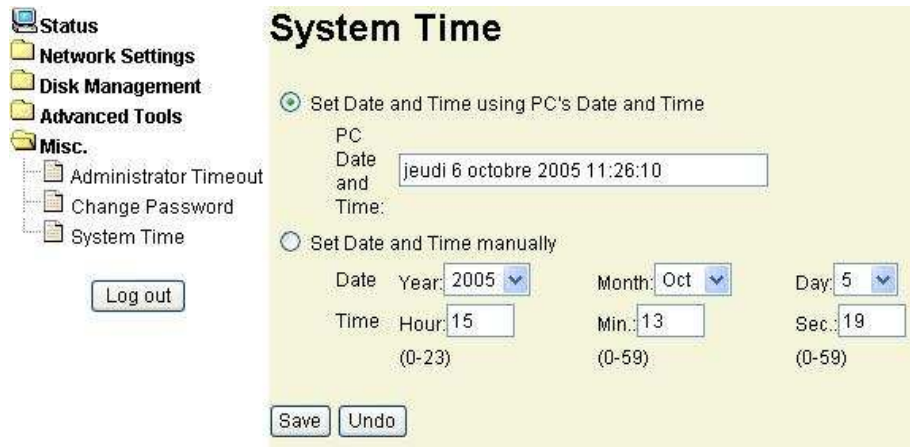 Status
Network Settings
Disk Management
Advanced Tools
Misc.
Administrator Timeout
Change Password
System Time
Log out
System Time
Set Date and Time using PC's Date and Time
PC
Date
and
Time:
jeudi 6 octobre 2005 11:26:10
Set Date and Time manually
Date Year: 2005 Month: Oct Day: 5
Time Hour: 15 Min.: 13 Sec.: 19
(0-23) (0-59) (0-59)
Save Undo